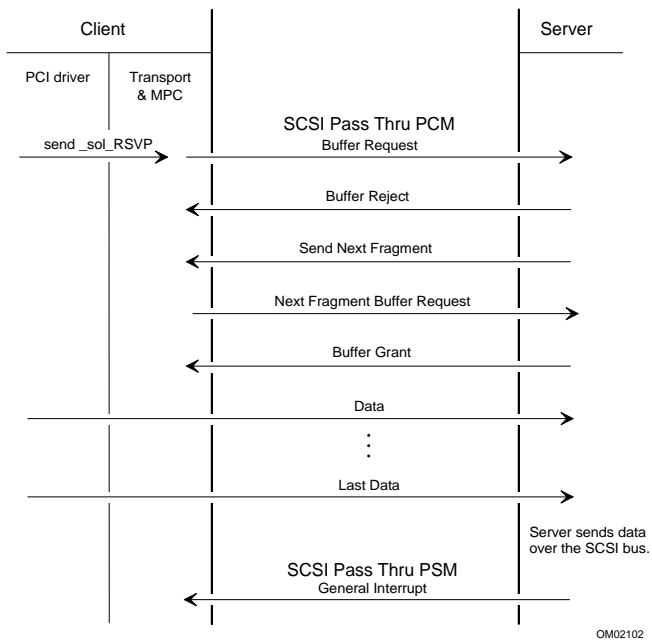 Client
Server
PCI driver
Transport
& MPC
SCSI Pass Thru PCM
send _sol_RSVP
Buffer Request
Buffer Reject
Send Next Fragment
Next Fragment Buffer Request
Buffer Grant
Data
Last Data
Server sends data
over the SCSI bus.
SCSI Pass Thru PSM
General Interrupt
OM02102